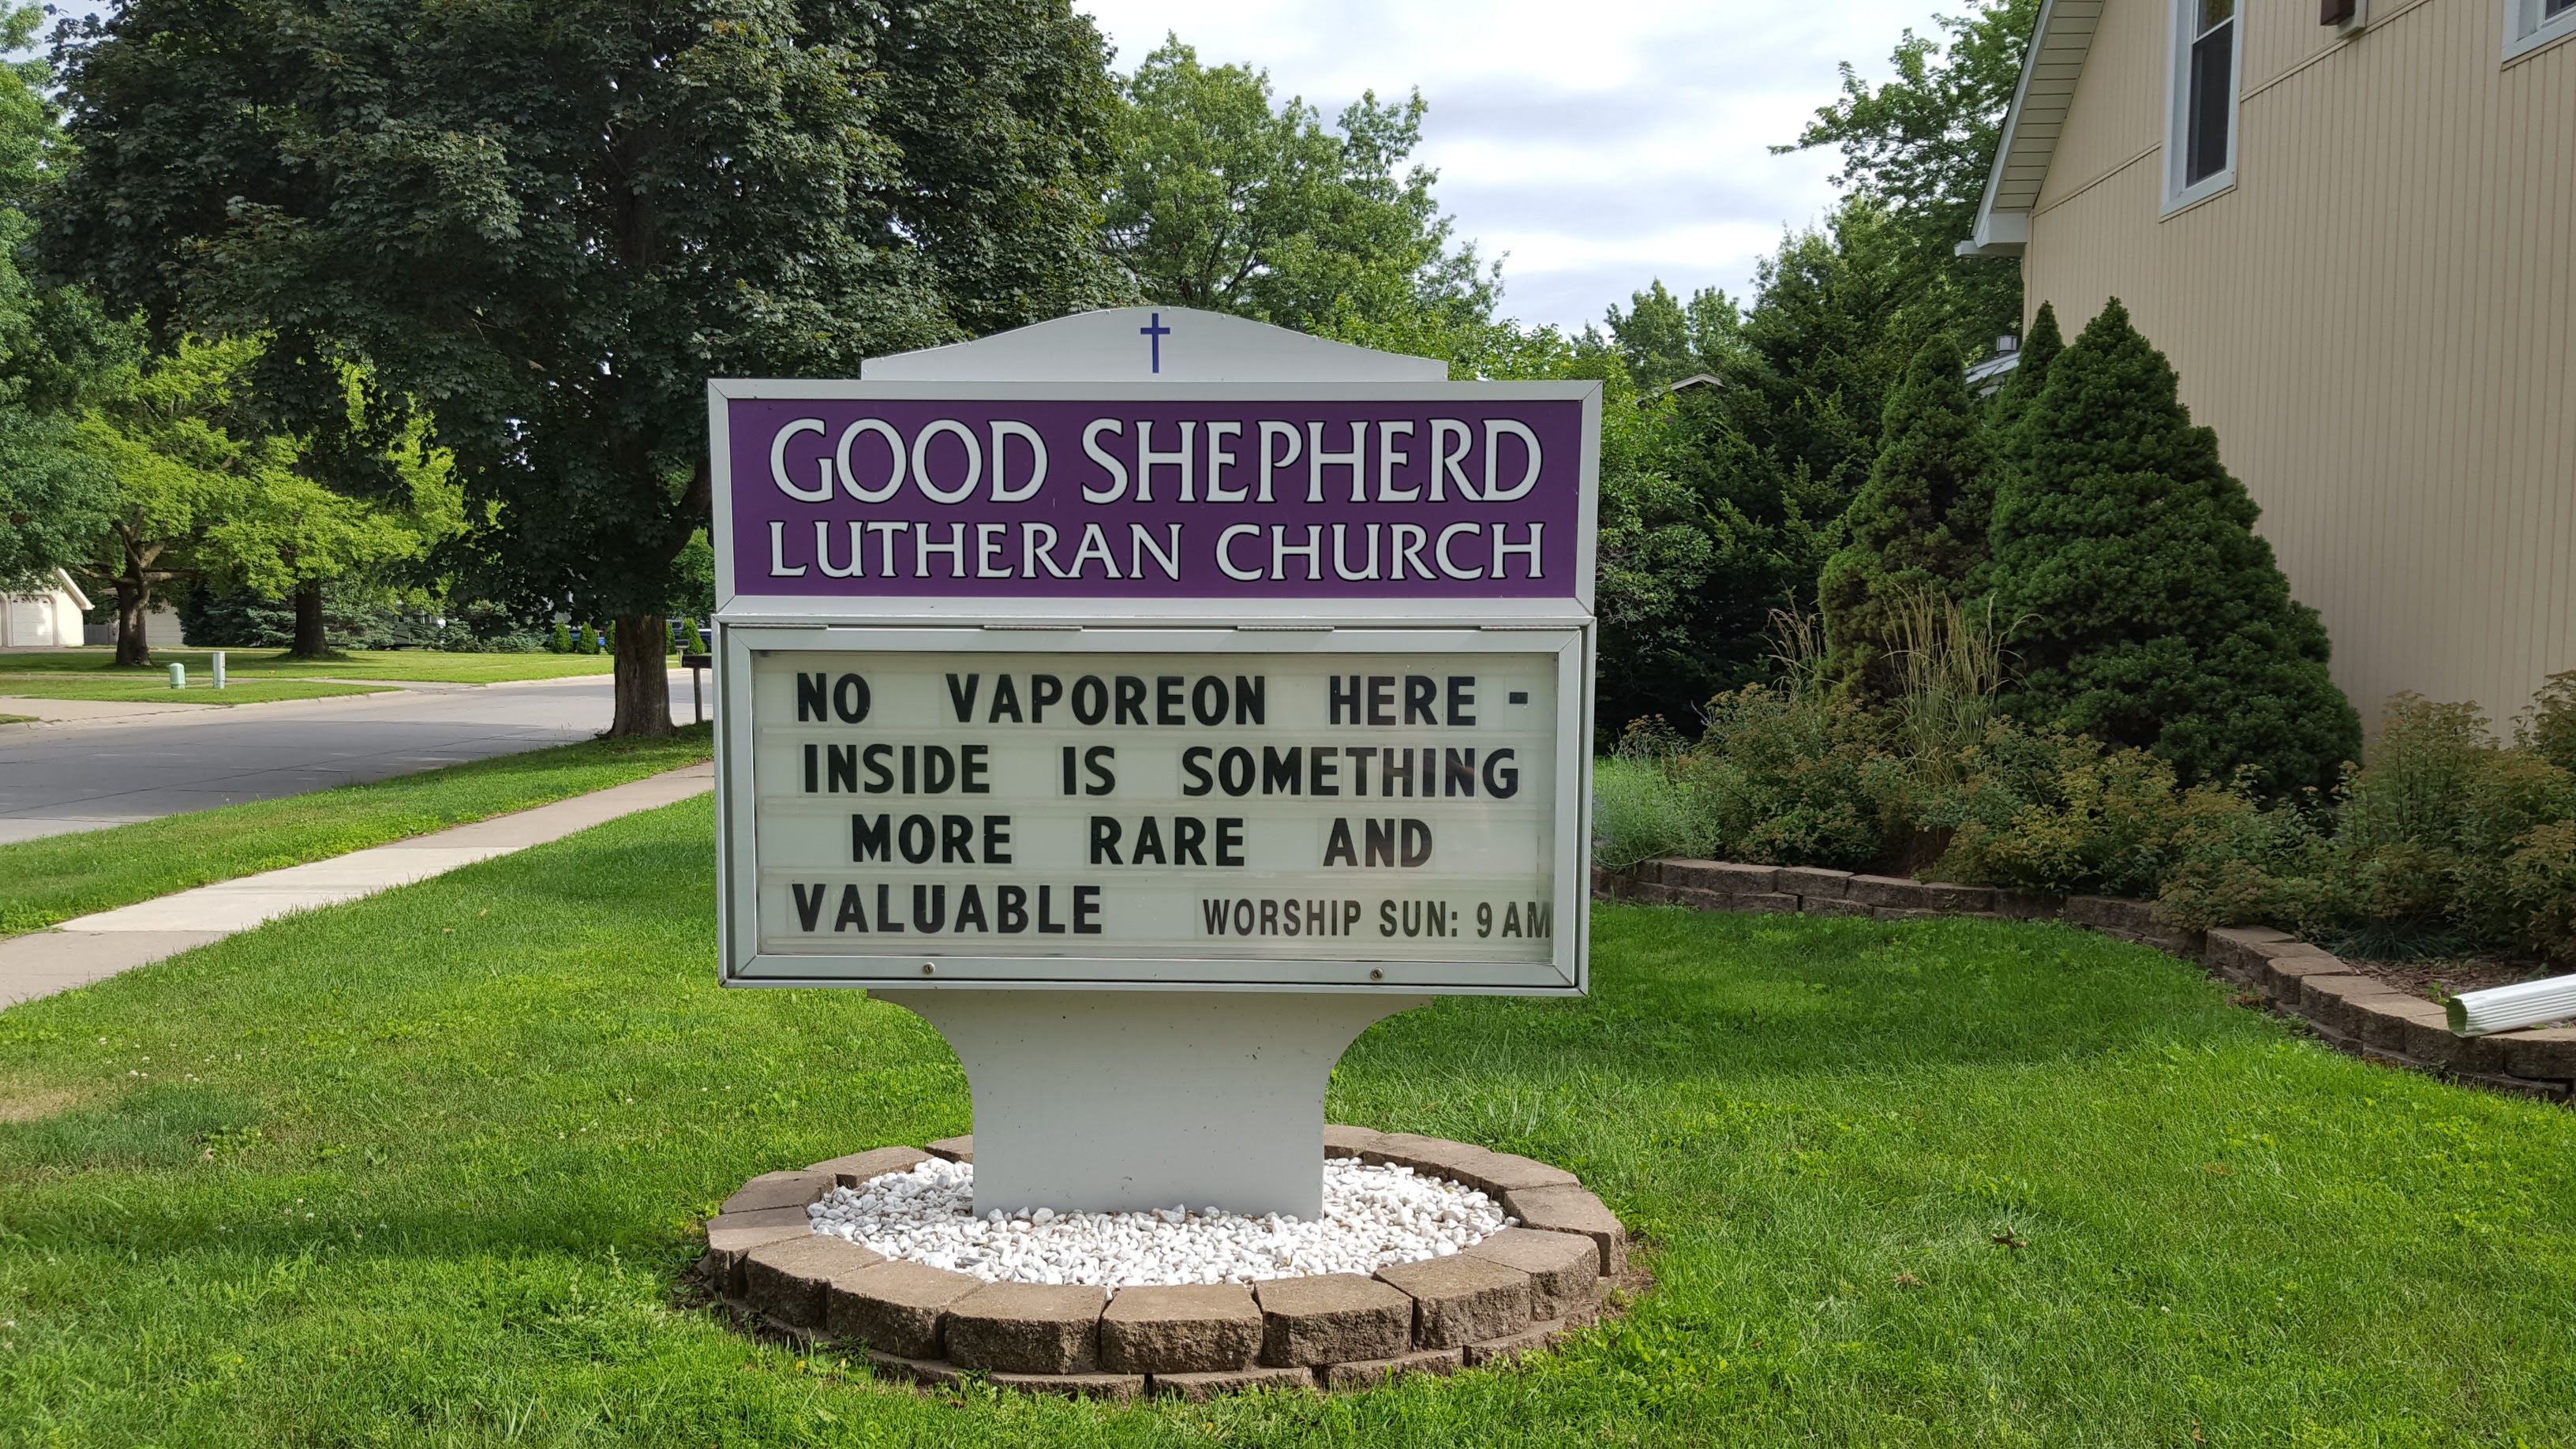 GOOD SHEPHERD
LUTHERAN CHURCH
NO VAPOREON HERE -
INSIDE IS SOMETHING
MORE RARE AND
VALUABLE WORSHIP SUN: 9 AM